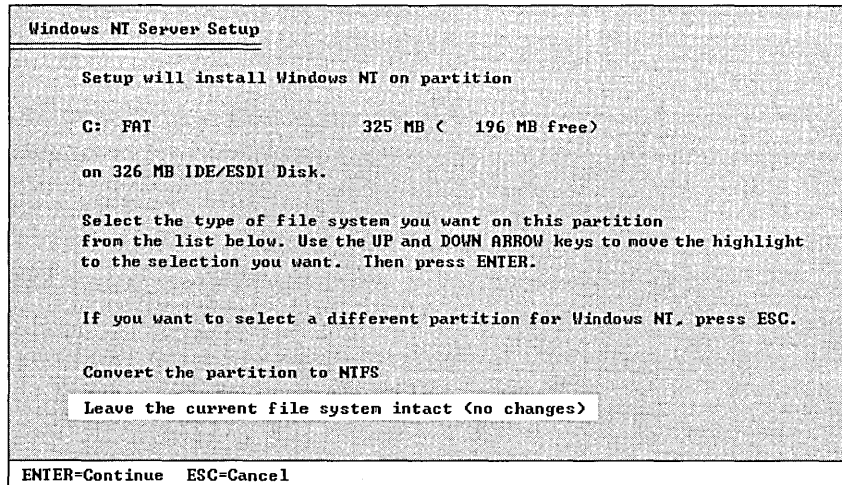 Windows NT Server Setup
Setup will install Windows NT on partition
C: FAT 325 MB ( 196 MB free)
on 326 MB IDE/ESDI Disk.
Select the type of file system you want on this partition
from the list below. Use the UP and DOWN ARROW keys to move the highlight
to the selection you want. Then press ENTER.
If you want to select a different partition for Windows NT, press ESC.
Convert the partition to NTFS
Leave the current file system intact (no changes)
ENTER=Continue ESC=Cancel